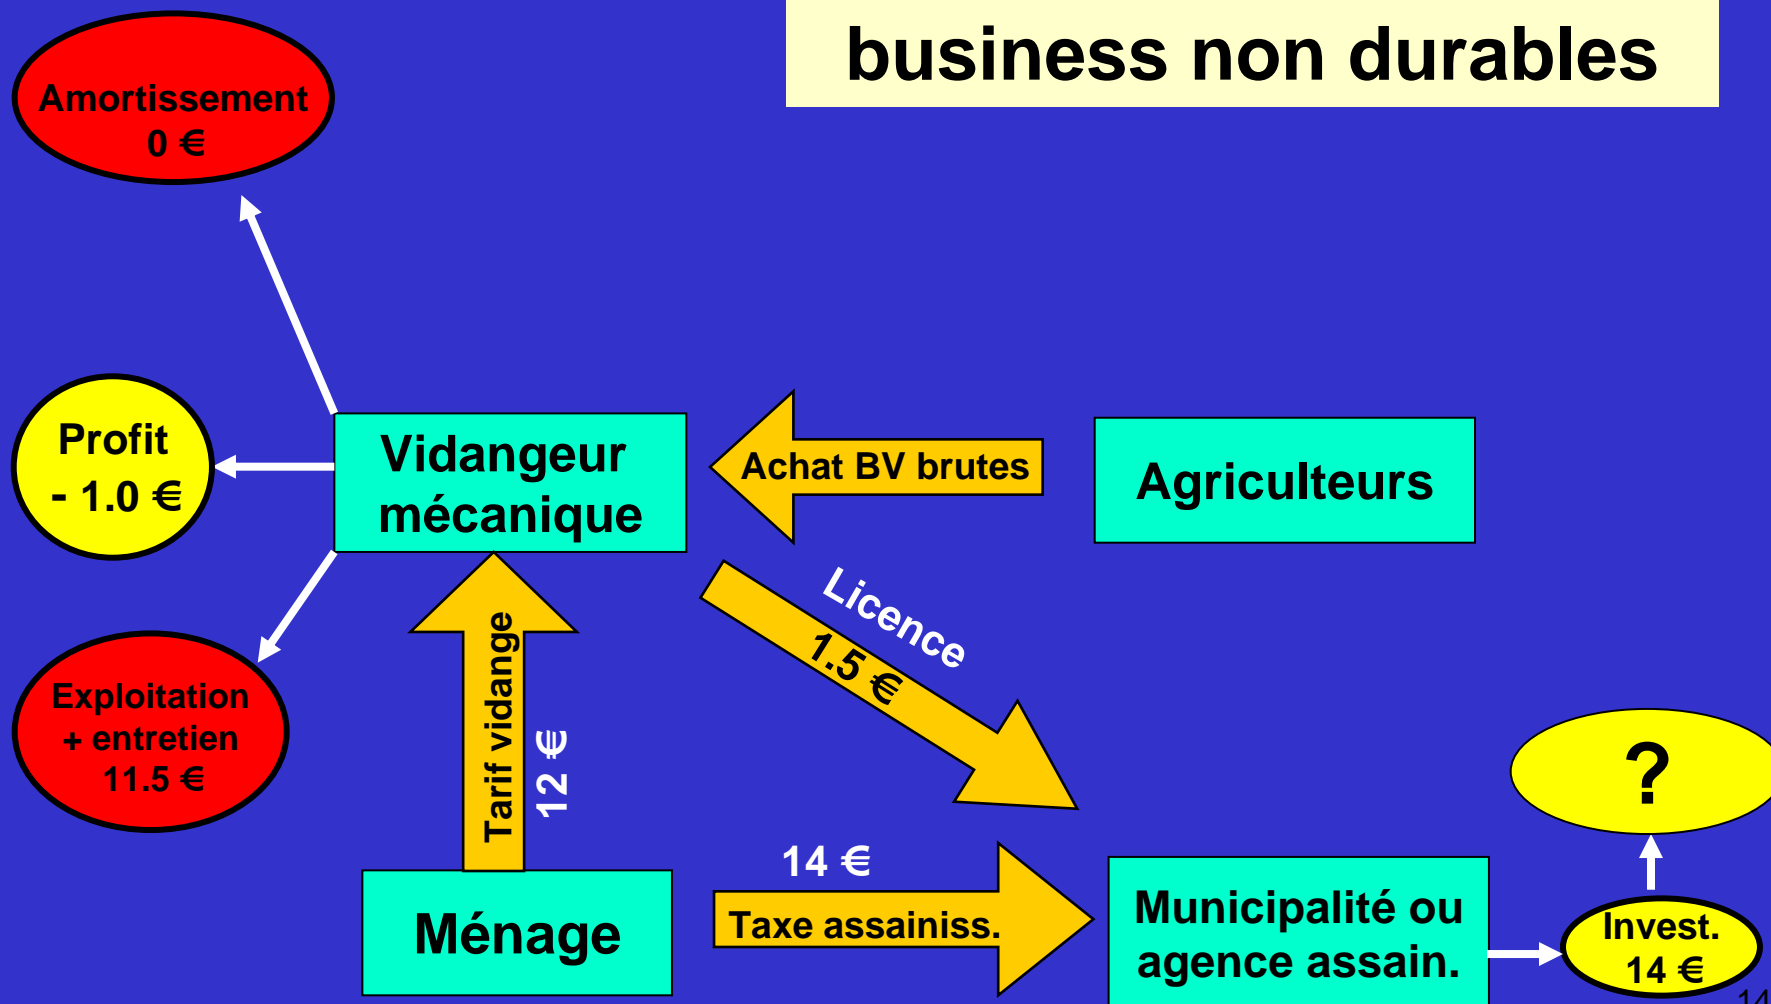 business non durables
Amortissement
0 €
Profit
- 1.0 €
Vidangeur
mécanique
Achat BV brutes
Agriculteurs
Licence
1.5 €
Exploitation
+ entretien
11.5 €
Tarif vidange
12 €
?
14 €
Taxe assainiss.
Ménage
Municipalité ou
agence assain.
Invest.
14 €
14